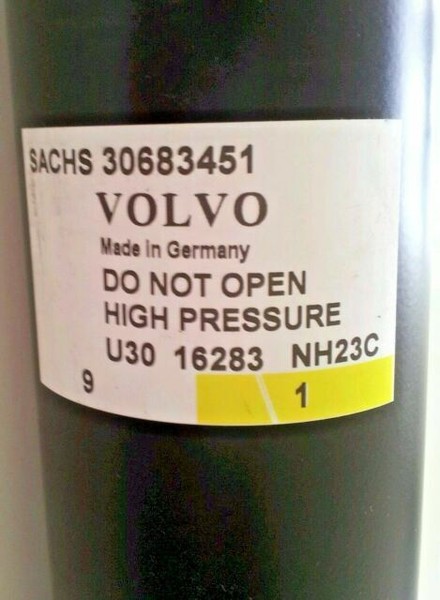 SACHS 30683451
VOLVO
Made in Germany
DO NOT OPEN
HIGH PRESSURE
U30 16283 NH23C
9 1